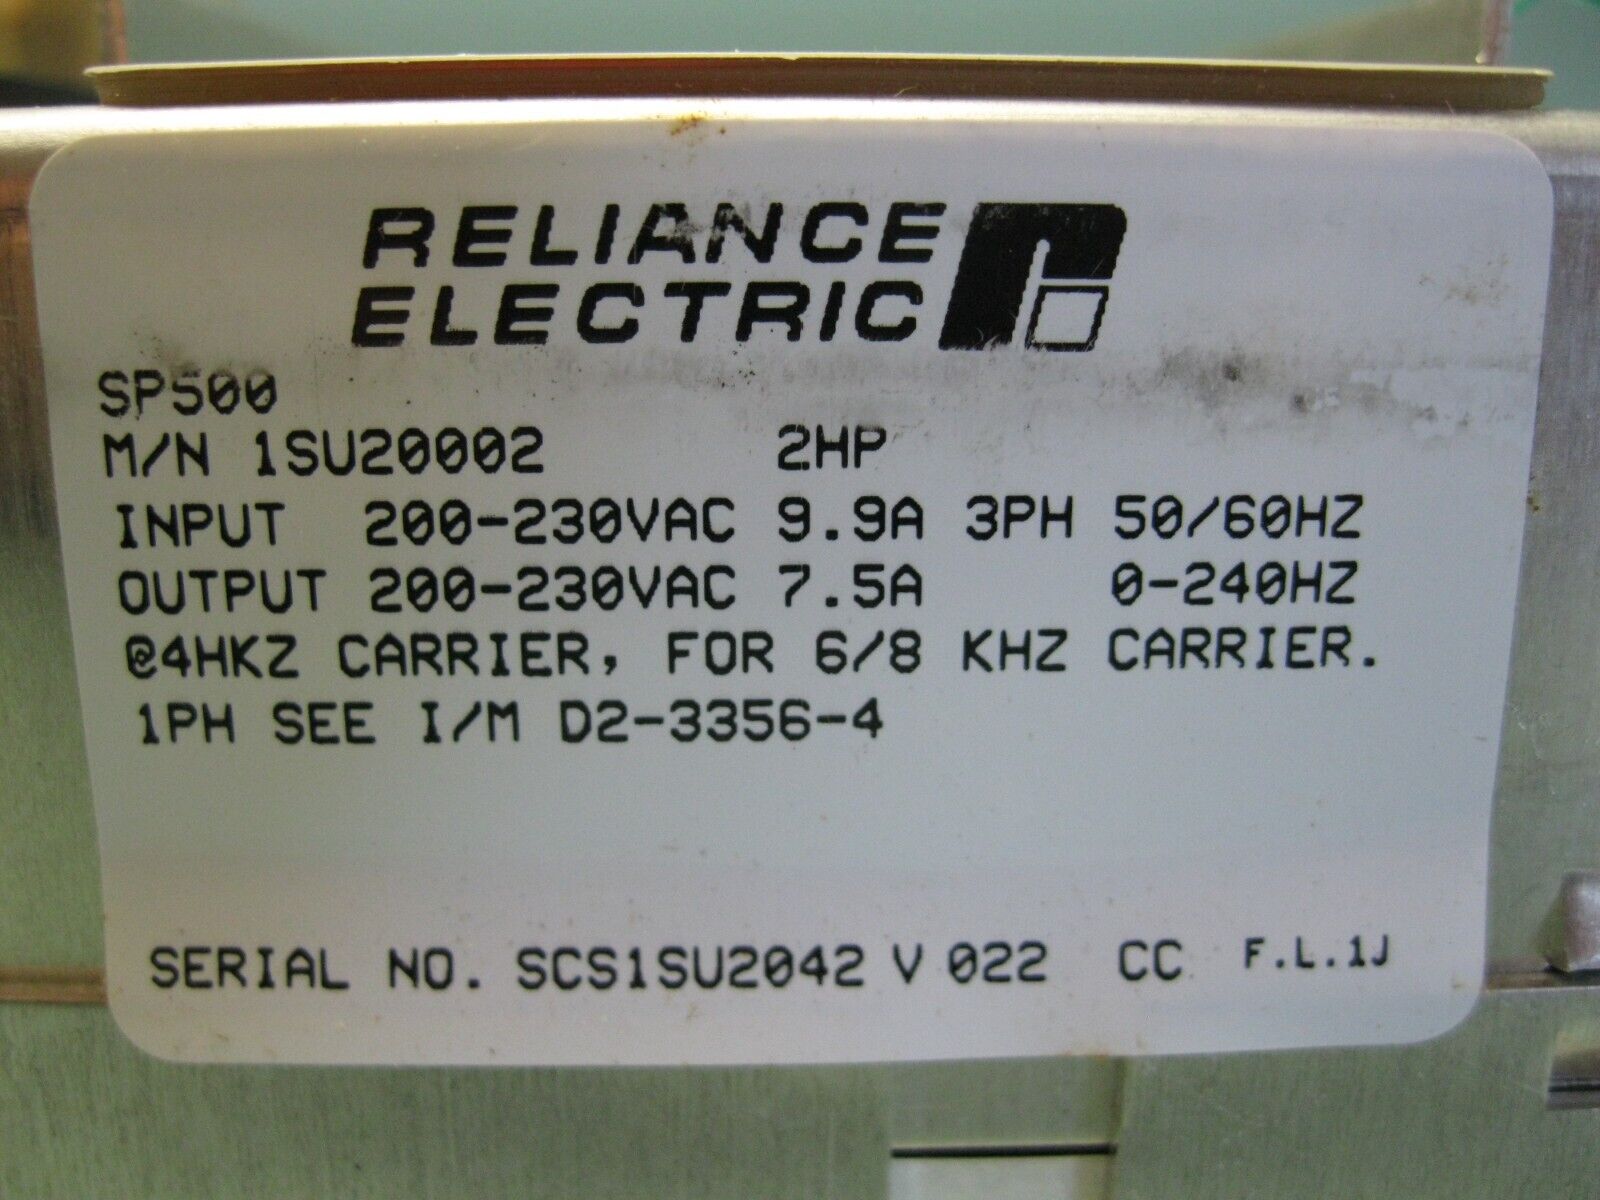 RELIANCE
ELECTRIC
SP500
M/N 1SU20002 2HP
INPUT 200-230VAC 9.9A 3PH 50/60HZ
OUTPUT 200-230VAC 7.5A 0-240HZ
@4HKZ CARRIER, FOR 6/8 KHZ CARRIER.
1PH SEE I/M D2-3356-4
SERIAL NO. SCS1SU2042 V 022 CC F.L.1J